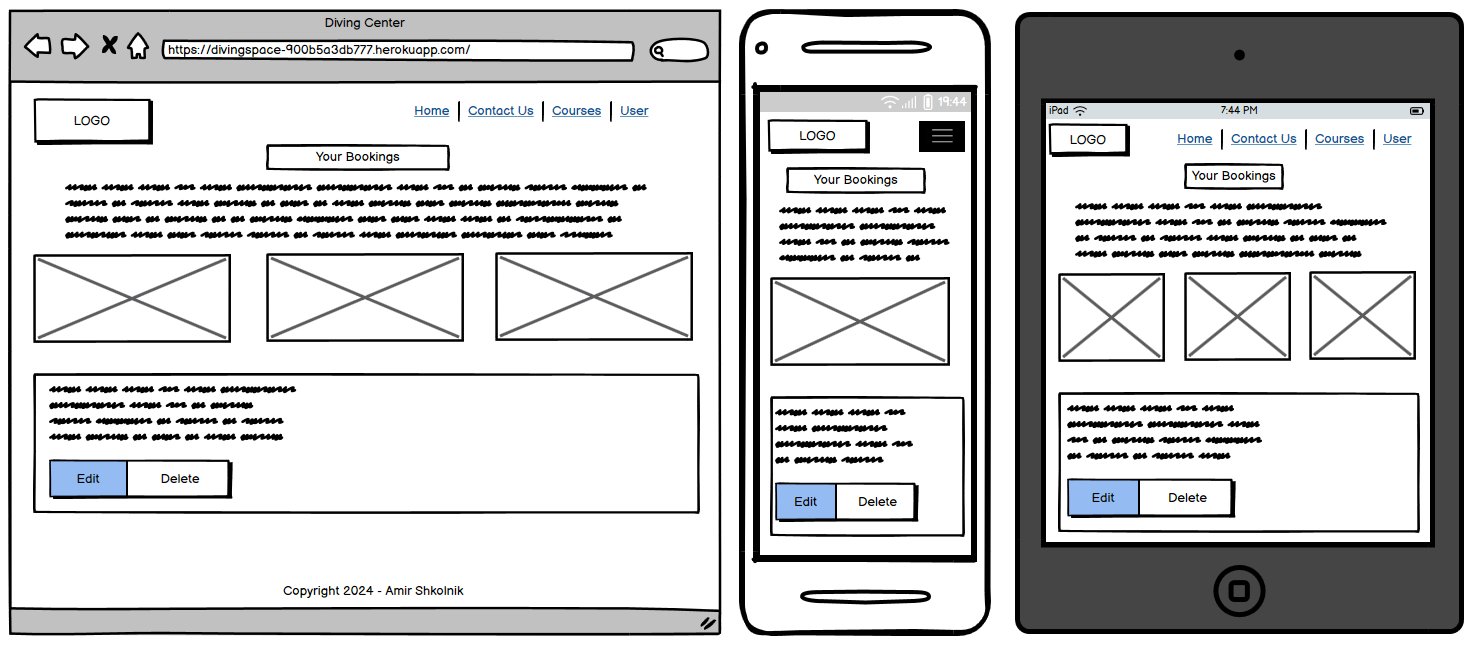 Diving Center
https://divingspace-900b5a3db777.herokuapp.com/
LOGO
Home Contact Us Courses User
Your Bookings
Edit Delete
Copyright 2024 - Amir Shkolnik
19:44
LOGO
Your Bookings
Edit Delete
iPad 7:44 PM
LOGO
Home Contact Us Courses User
Your Bookings
Edit Delete